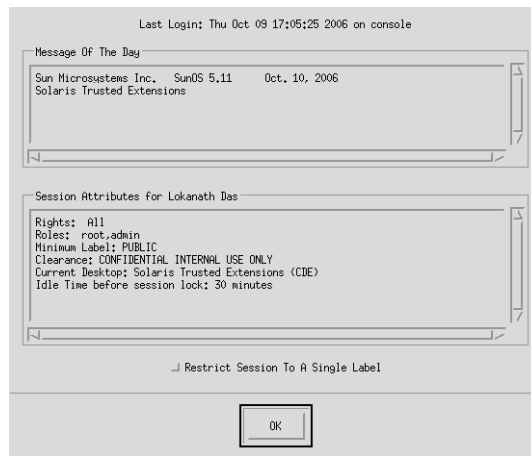 Last Login: Thu Oct 09 17:05:25 2006 on console
Message Of The Day
Sun Microsystems Inc.   SunOS 5.11     Oct. 10, 2006
Solaris Trusted Extensions
Session Attributes for Lokanath Das
Rights:  All
Roles:  root,admin
Minimum Label: PUBLIC
Clearance: CONFIDENTIAL INTERNAL USE ONLY
Current Desktop: Solaris Trusted Extensions (CDE)
Idle Time before session lock: 30 minutes
Restrict Session To A Single Label
OK